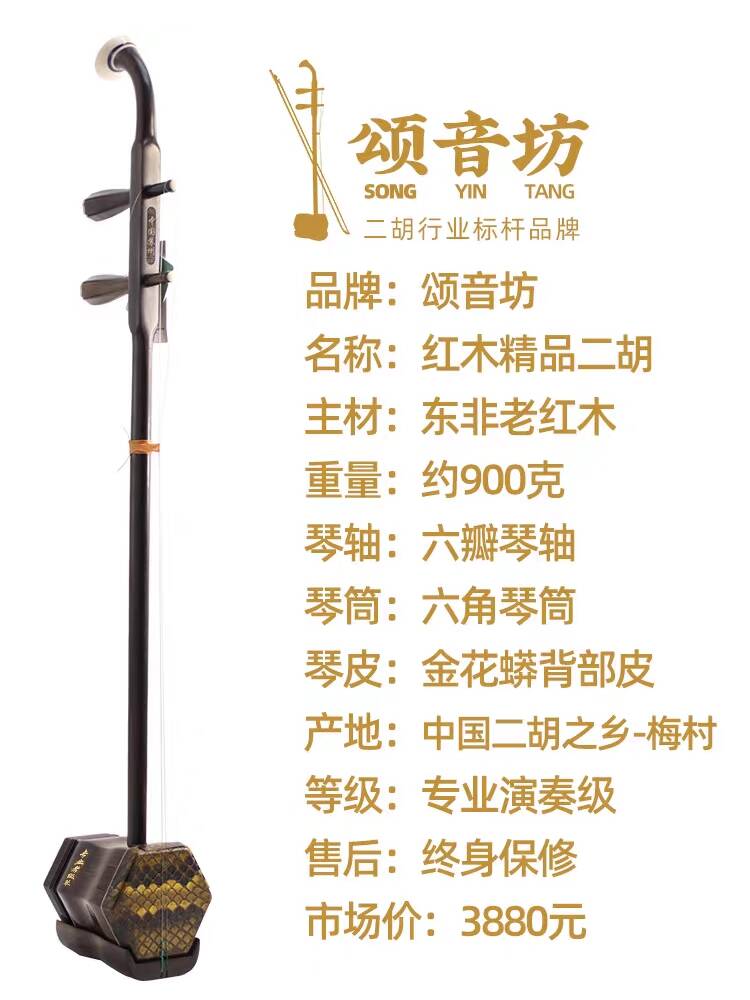 颂音坊
SONG YIN TANG
二胡行业标杆品牌
品牌：颂音坊
名称：红木精品二胡
主材：东非老红木
重量：约900克
琴轴：六瓣琴轴
琴筒：六角琴筒
琴皮：金花蟒背部皮
产地：中国二胡之乡-梅村
等级：专业演奏级
售后：终身保修
市场价：3880元